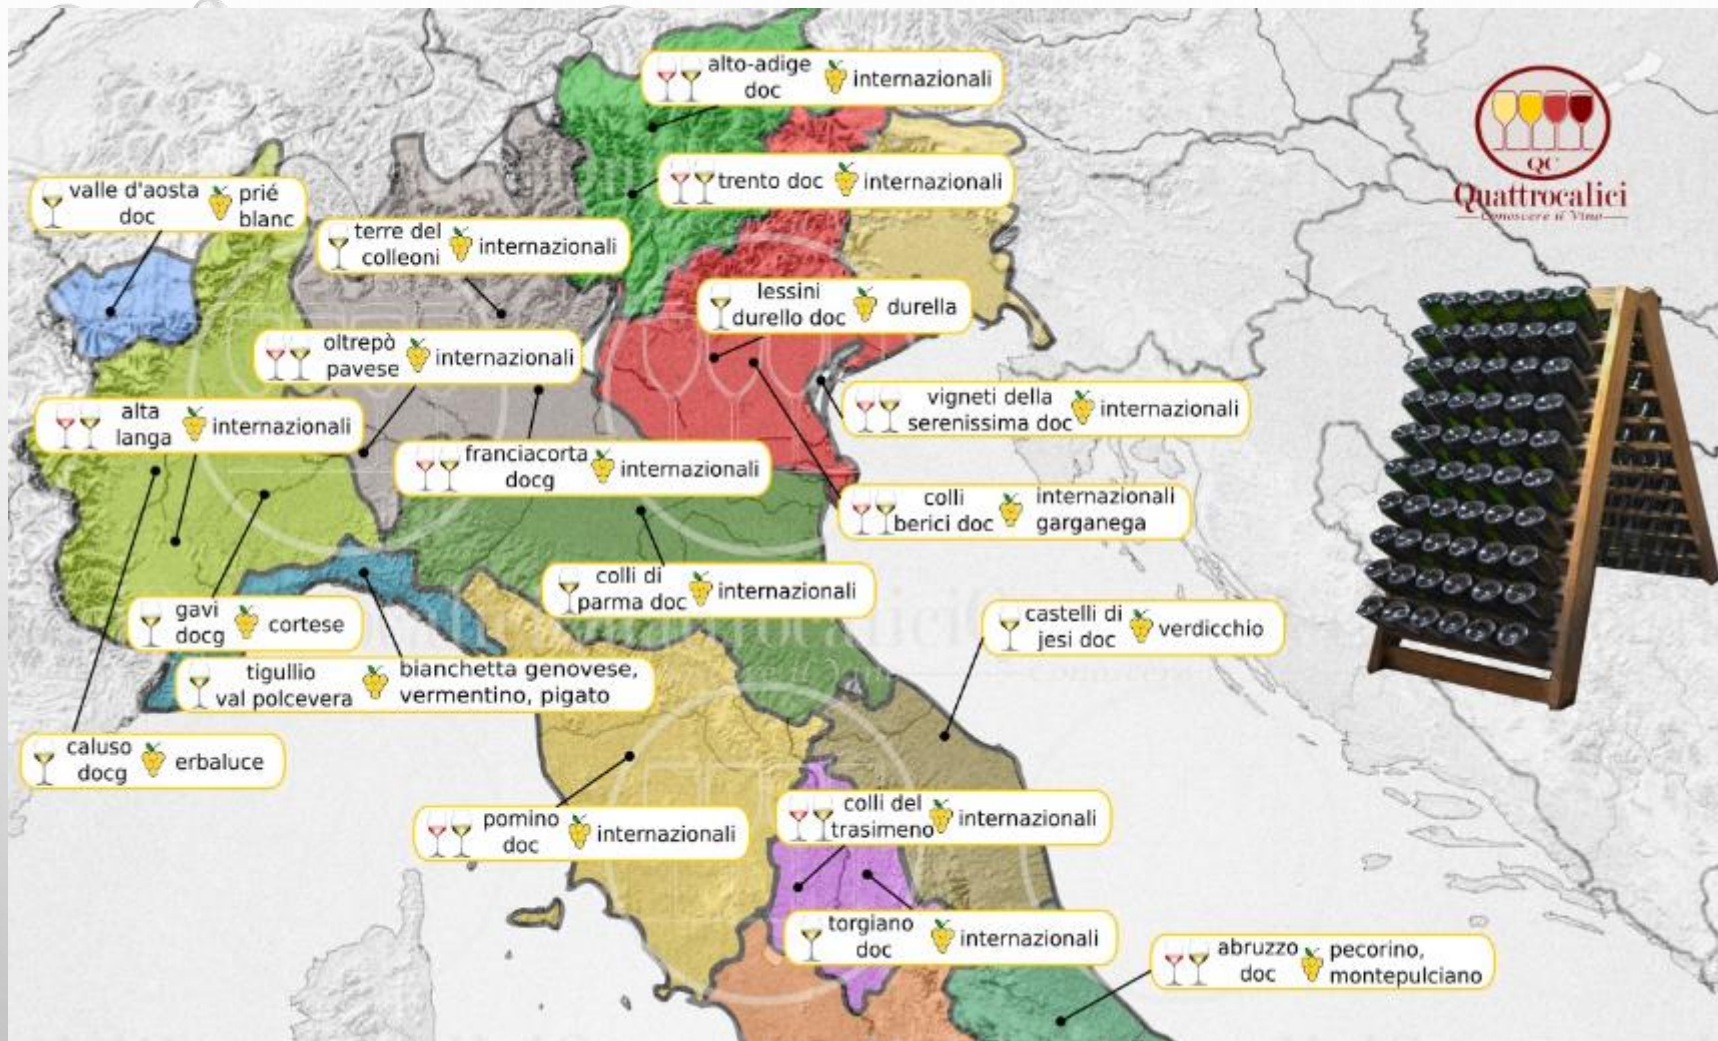 alto-adige
doc
internazionali
trento doc
internazionali
valle d'aosta
doc
prié
blanc
terre del
colleoni
internazionali
lessini
durello doc
durella
oltrepò
pavese
internazionali
alta
langa
internazionali
vigneti della
serenissima doc
internazionali
franciacorta
docg
internazionali
colli
berici doc
internazionali
garganega
colli di
parma doc
internazionali
gavi
docg
cortese
castelli di
jesi doc
verdicchio
tigullio
val polcevera
bianchetta genovese,
vermentino, pigato
caluso
docg
erbaluce
pomino
doc
internazionali
colli del
trasimeno
internazionali
torgiano
doc
internazionali
abruzzo
doc
pecorino,
montepulciano
QC
Quattrocalici
Conoscere il Vino